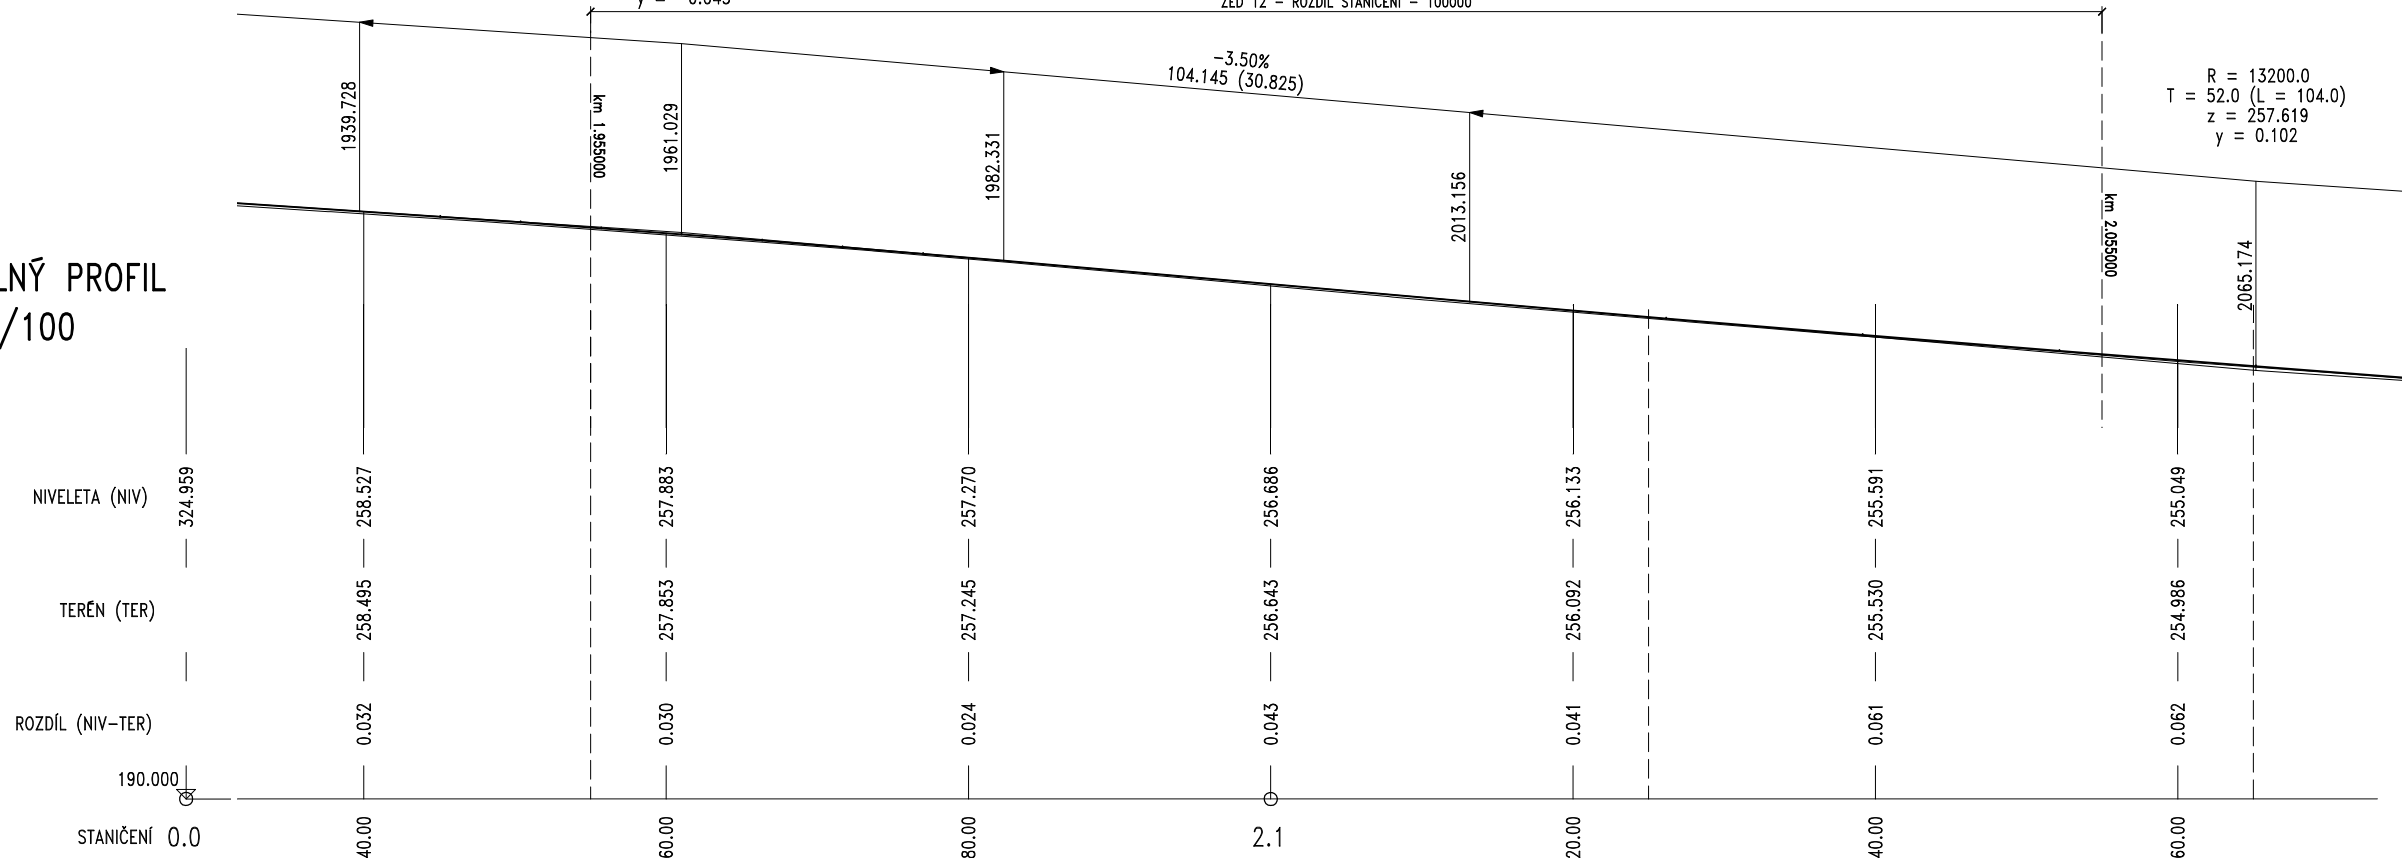 ZEĎ 12 – ROZDÍL STANIČENÍ – 100000
-3.50%
104.145 (30.825)
R = 13200.0
T = 52.0 (L = 104.0)
z = 257.619
y = 0.102
1939.728
km 1.955000
1961.029
1982.331
2013.156
km 2.055000
2065.174
LNÝ PROFIL
/100
NIVELETA (NIV) 324.959 258.527 257.883 257.270 256.686 256.133 255.591 255.049
TERÉN (TER) 258.495 257.853 257.245 256.643 256.092 255.530 254.986
ROZDÍL (NIV-TER) 0.032 0.030 0.024 0.043 0.041 0.061 0.062
190.000
STANIČENÍ 0.0 40.00 60.00 80.00 2.1 20.00 40.00 60.00